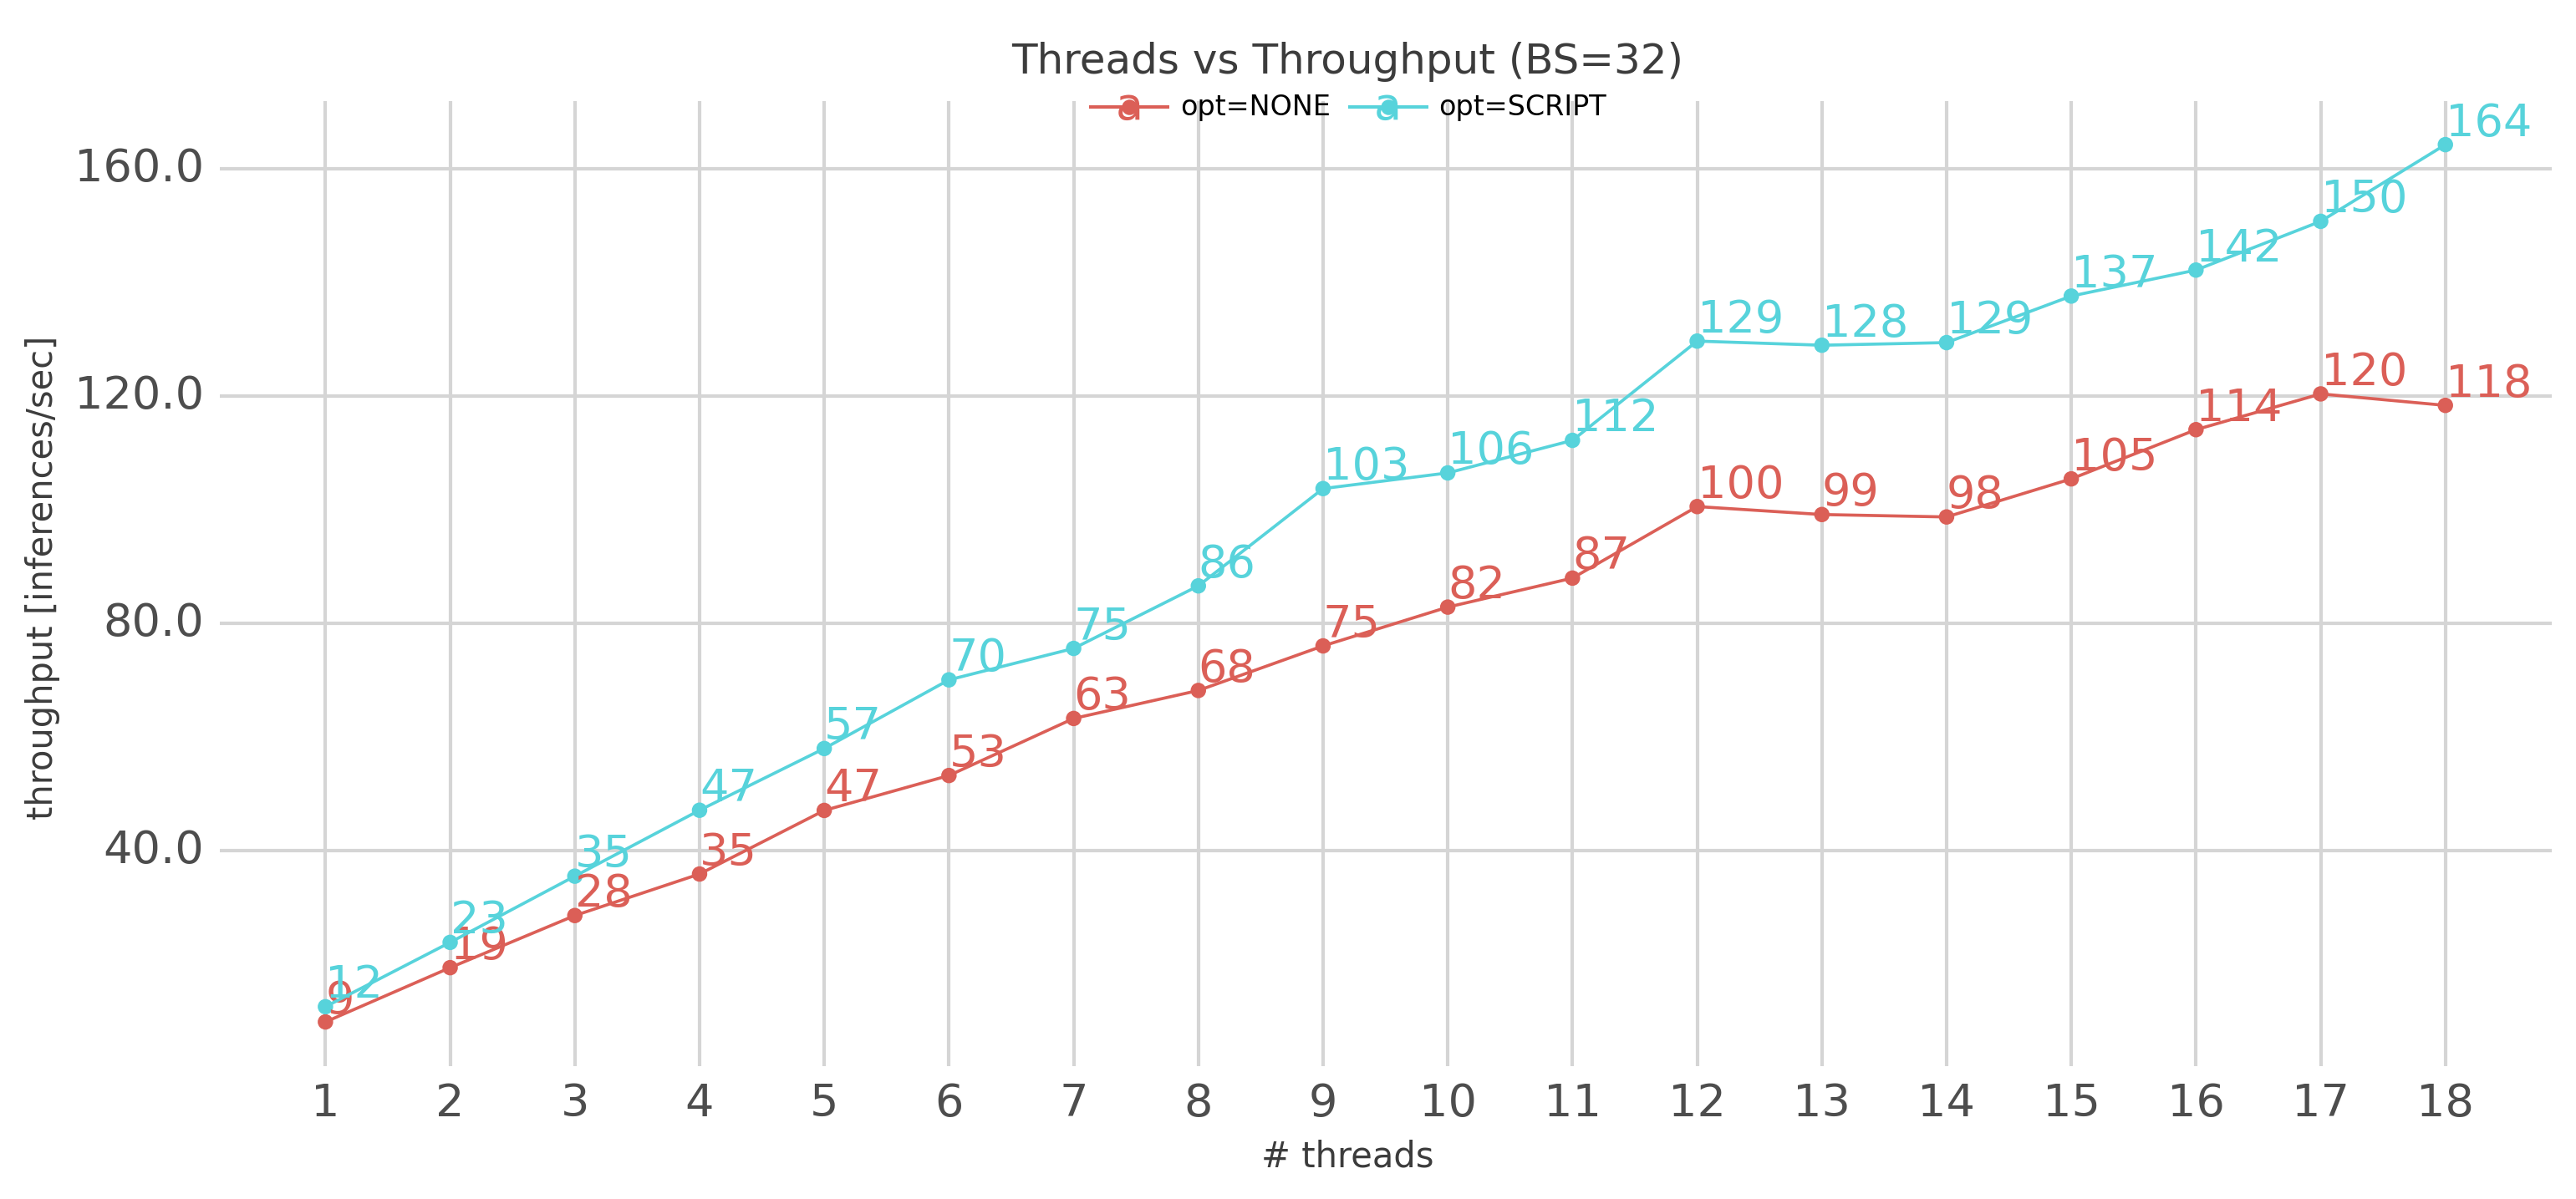 Threads vs Throughput (BS=32)
a opt=NONE a opt=SCRIPT
throughput [inferences/sec]
160.0
120.0
80.0
40.0
12 23 35 47 57 70 75 86 103 106 112 129 128 129 137 142 150 164
9 19 28 35 47 53 63 68 75 82 87 100 99 98 105 114 120 118
1 2 3 4 5 6 7 8 9 10 11 12 13 14 15 16 17 18
# threads